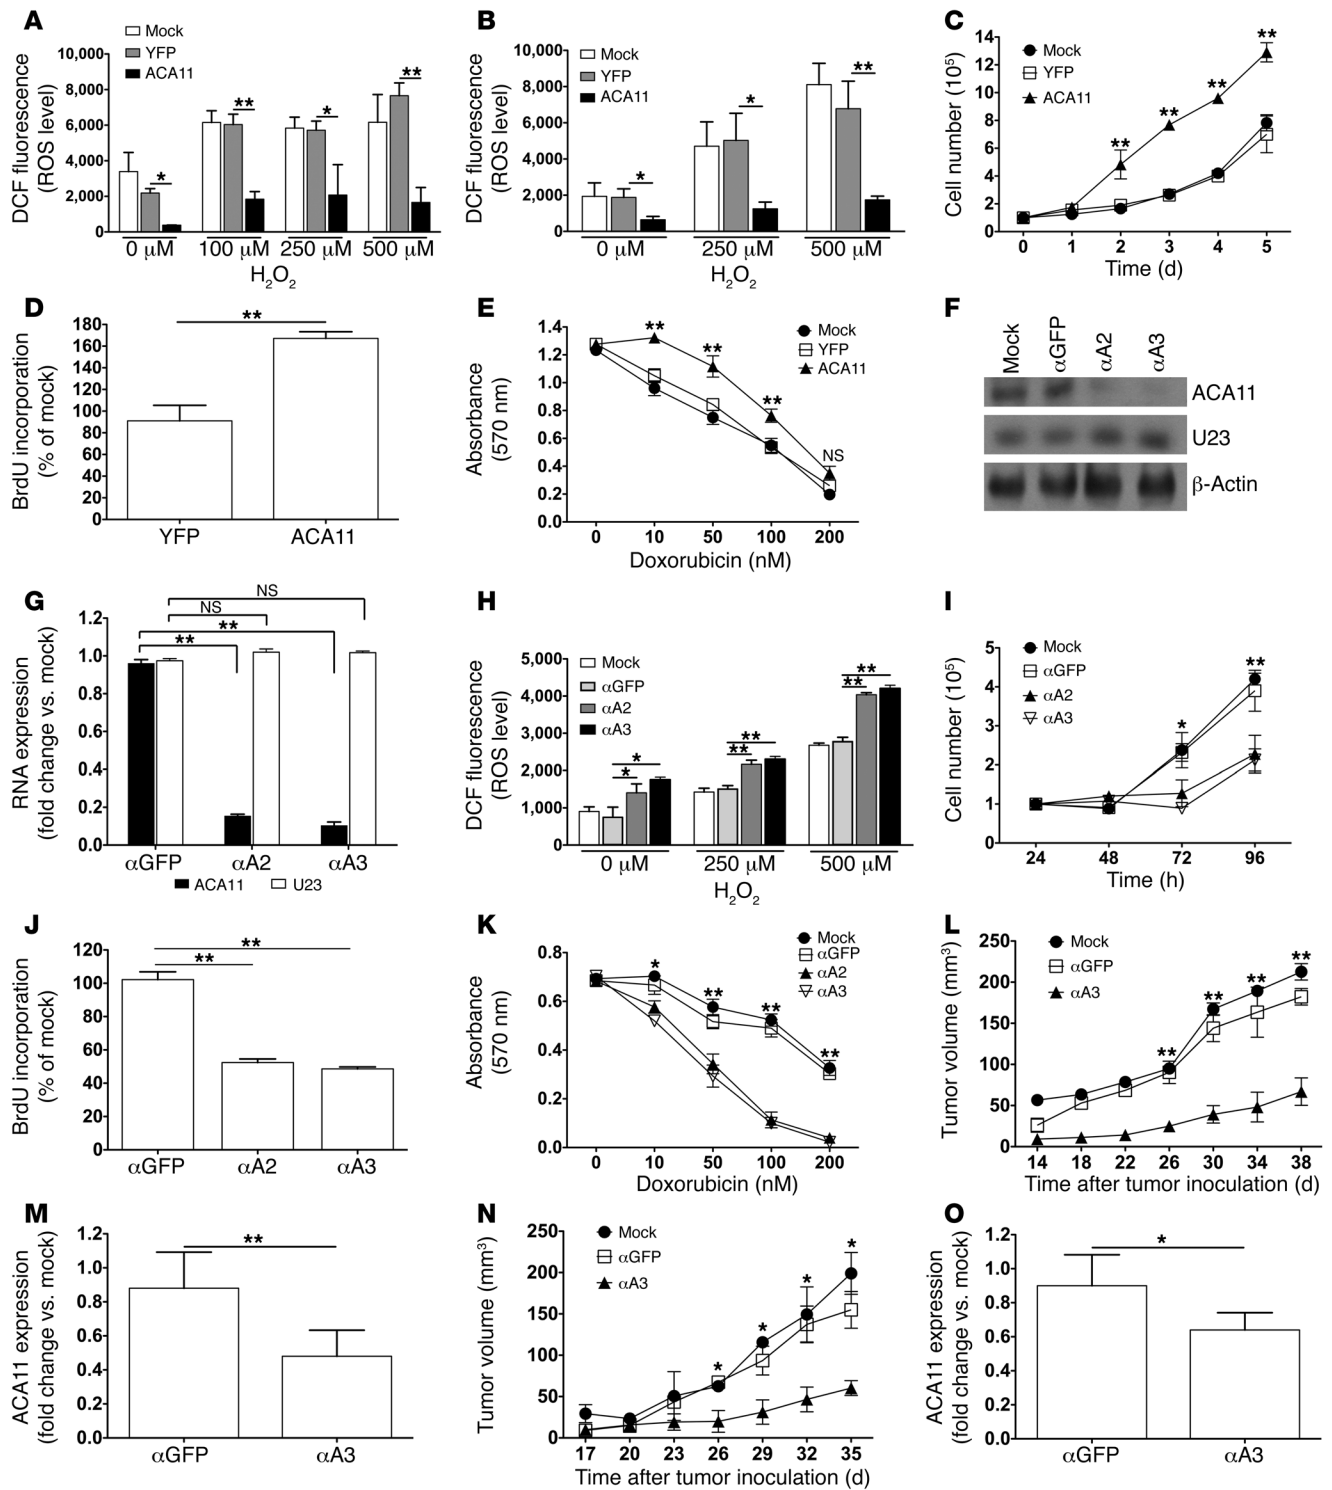 A
Mock
YFP
ACA11
DCF fluorescence
(ROS level)
10,000
8,000
6,000
4,000
2,000
0
*
**
*
**
0 µM
100 µM
250 µM
500 µM
H2O2
B
Mock
YFP
ACA11
DCF fluorescence
(ROS level)
10,000
8,000
6,000
4,000
2,000
0
*
*
**
0 µM
250 µM
500 µM
H2O2
C
Mock
YFP
ACA11
Cell number (10⁵)
14
12
10
8
6
4
2
0
**
**
**
**
0 1 2 3 4 5
Time (d)
D
BrdU incorporation
(% of mock)
180
160
140
120
100
80
60
40
20
0
**
YFP
ACA11
E
Mock
YFP
ACA11
Absorbance
(570 nm)
1.4
1.2
1.0
0.8
0.6
0.4
0.2
0.0
**
**
**
NS
0 10 50 100 200
Doxorubicin (nM)
F
Mock
αGFP
αA2
αA3
ACA11
U23
β-Actin
G
RNA expression
(fold change vs. mock)
1.2
1.0
0.8
0.6
0.4
0.2
0.0
NS
NS
**
**
αGFP
αA2
αA3
ACA11
U23
H
Mock
αGFP
αA2
αA3
DCF fluorescence
(ROS level)
5,000
4,000
3,000
2,000
1,000
0
*
*
**
**
**
**
0 µM
250 µM
500 µM
H2O2
I
Mock
αGFP
αA2
αA3
Cell number (10⁵)
5
4
3
2
1
0
*
**
24 48 72 96
Time (h)
J
BrdU incorporation
(% of mock)
120
100
80
60
40
20
0
**
**
αGFP
αA2
αA3
K
Mock
αGFP
αA2
αA3
Absorbance
(570 nm)
0.8
0.6
0.4
0.2
0.0
*
**
**
**
0 10 50 100 200
Doxorubicin (nM)
L
Mock
αGFP
αA3
Tumor volume (mm³)
250
200
150
100
50
0
**
**
**
**
14 18 22 26 30 34 38
Time after tumor inoculation (d)
M
ACA11 expression
(fold change vs. mock)
1.2
1.0
0.8
0.6
0.4
0.2
0.0
**
αGFP
αA3
N
Mock
αGFP
αA3
Tumor volume (mm³)
250
200
150
100
50
0
*
*
*
*
17 20 23 26 29 32 35
Time after tumor inoculation (d)
O
ACA11 expression
(fold change vs. mock)
1.2
1.0
0.8
0.6
0.4
0.2
0.0
*
αGFP
αA3